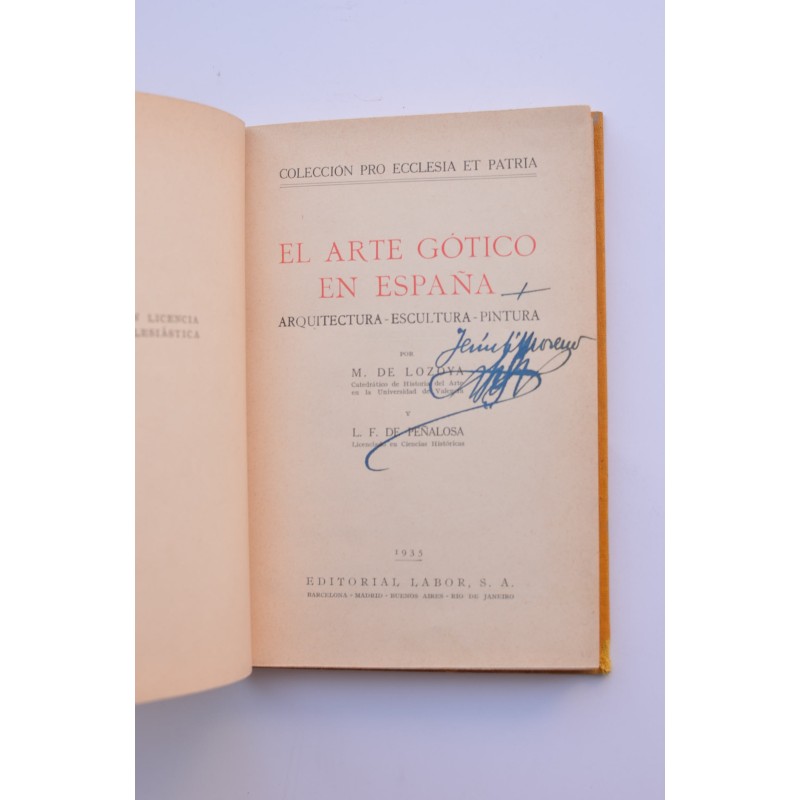 N LICENCIA
LESIÁSTICA
COLECCIÓN PRO ECCLESIA ET PATRIA
EL ARTE GÓTICO
EN ESPAÑA
ARQUITECTURA-ESCULTURA-PINTURA
Moreno
POR
M. DE LOZOYA
Catedrático de Historia del Arte
en la Universidad de Valencia
Y
L. F. DE PEÑALOSA
Licenciado en Ciencias Históricas
1935
EDITORIAL LABOR, S. A.
BARCELONA - MADRID - BUENOS AIRES - RIO DE JANEIRO